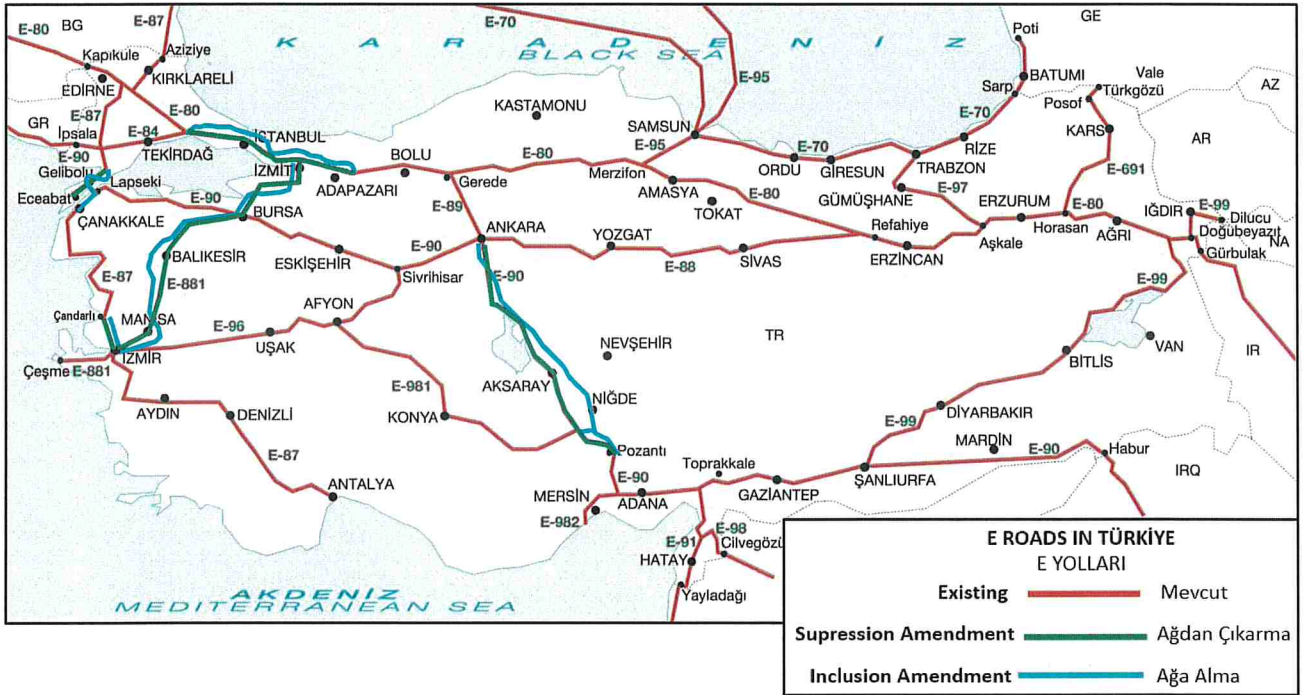 E-80
BG
E-87
Aziziye
Kapıkule
KIRKLARELİ
EDİRNE
E-87
E-80
GR
İpsala
E-84
TEKİRDAĞ
İSTANBUL
E-90
Gelibolu
Lapseki
Eceabat
ÇANAKKALE
E-90
BURSA
İZMİT
ADAPAZARI
BOLU
Gerede
E-80
Merzifon
KARADENİZ
BLACK SEA
E-70
E-95
KASTAMONU
SAMSUN
E-95
AMASYA
TOKAT
E-80
ORDU
E-70
GİRESUN
TRABZON
RİZE
E-70
Sarp
BATUMI
Poti
GE
Vale
Türkgözü
Posof
AZ
KARS
AR
E-691
GÜMÜŞHANE
E-97
ERZURUM
E-80
IĞDIR
E-99
Dilucu
Doğübeyazıt
NA
Gürbulak
Aşkale
Horasan
AĞRI
Refahiye
ERZİNCAN
E-89
ANKARA
YOZGAT
E-88
SİVAS
E-90
E-90
ESKİŞEHİR
Sivrihisar
BALIKESİR
E-881
E-87
Çandarlı
MANİSA
E-96
UŞAK
AFYON
İZMİR
Çeşme
E-881
AYDIN
DENİZLİ
E-87
ANTALYA
E-981
KONYA
AKSARAY
NEVŞEHİR
NİĞDE
TR
Pozantı
E-90
MERSİN
E-982
ADANA
Toprakkale
GAZİANTEP
ŞANLIURFA
E-99
DİYARBAKIR
MARDİN
E-90
Habur
IRQ
BİTLİS
VAN
E-99
IR
E-91
E-98
Cilvegözü
HATAY
Yayladağı
AKDENİZ
MEDITERRANEAN SEA
E ROADS IN TÜRKİYE
E YOLLARI
Existing Mevcut
Supression Amendment Ağdan Çıkarma
Inclusion Amendment Ağa Alma